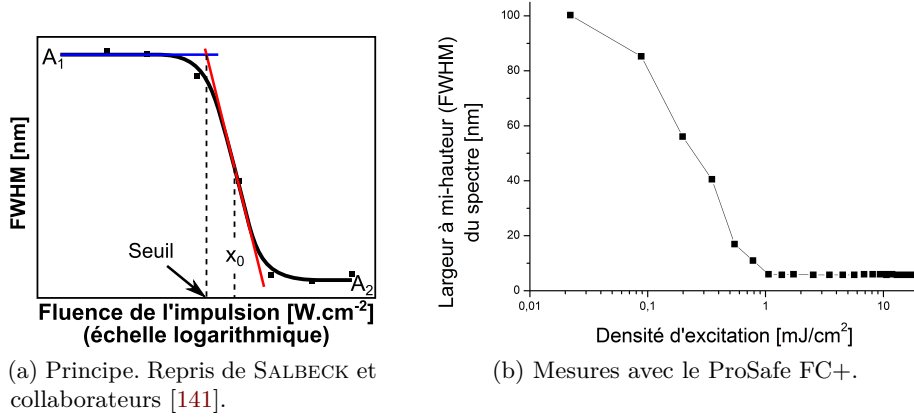 A1
FWHM [nm]
Seuil
x0
A2
Fluence de l'impulsion [W.cm-2]
(échelle logarithmique)
(a) Principe. Repris de SALBECK et
collaborateurs [141].
Largeur à mi-hauteur (FWHM)
du spectre [nm]
100
80
60
40
20
0
0,01
0,1
1
10
Densité d'excitation [mJ/cm2]
(b) Mesures avec le ProSafe FC+.